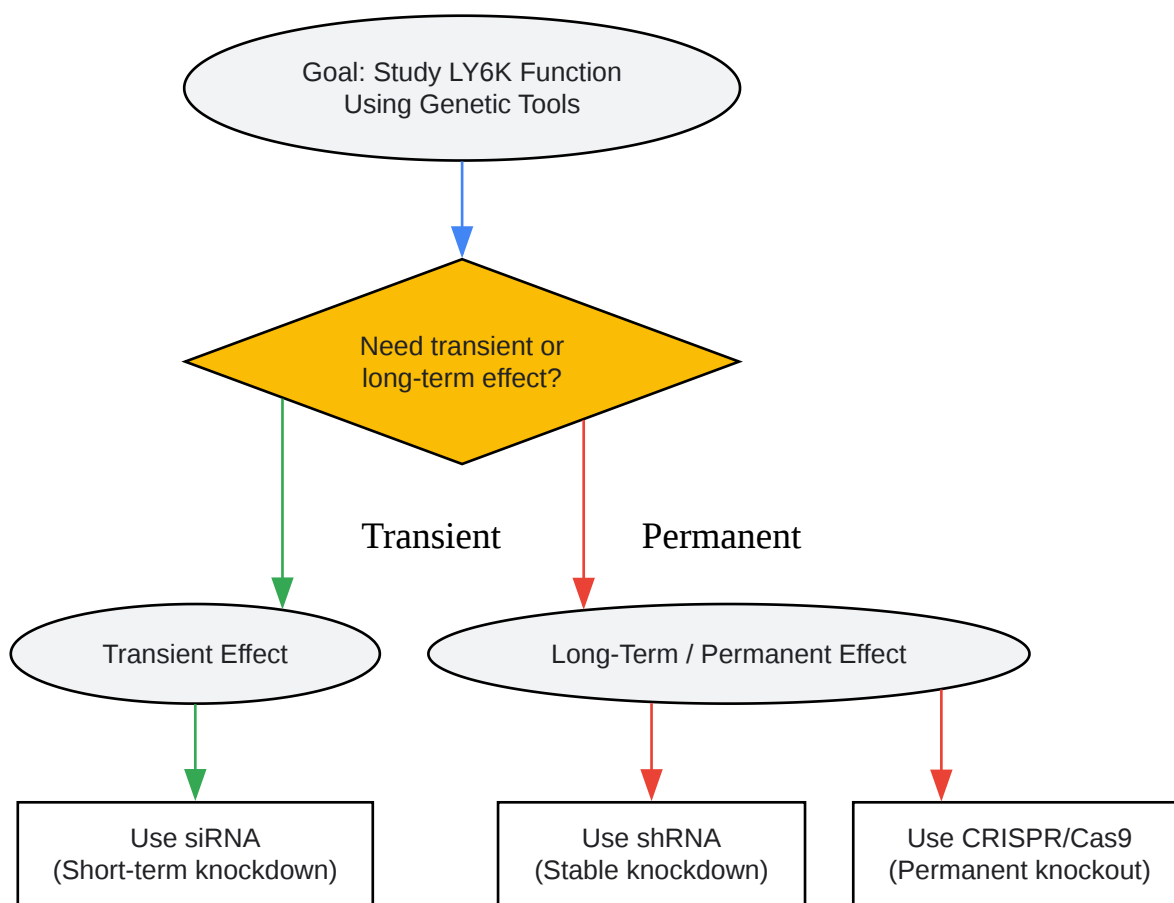 Goal: Study LY6K Function
Using Genetic Tools
Need transient or
long-term effect?
Transient
Permanent
Transient Effect
Long-Term / Permanent Effect
Use siRNA
(Short-term knockdown)
Use shRNA
(Stable knockdown)
Use CRISPR/Cas9
(Permanent knockout)